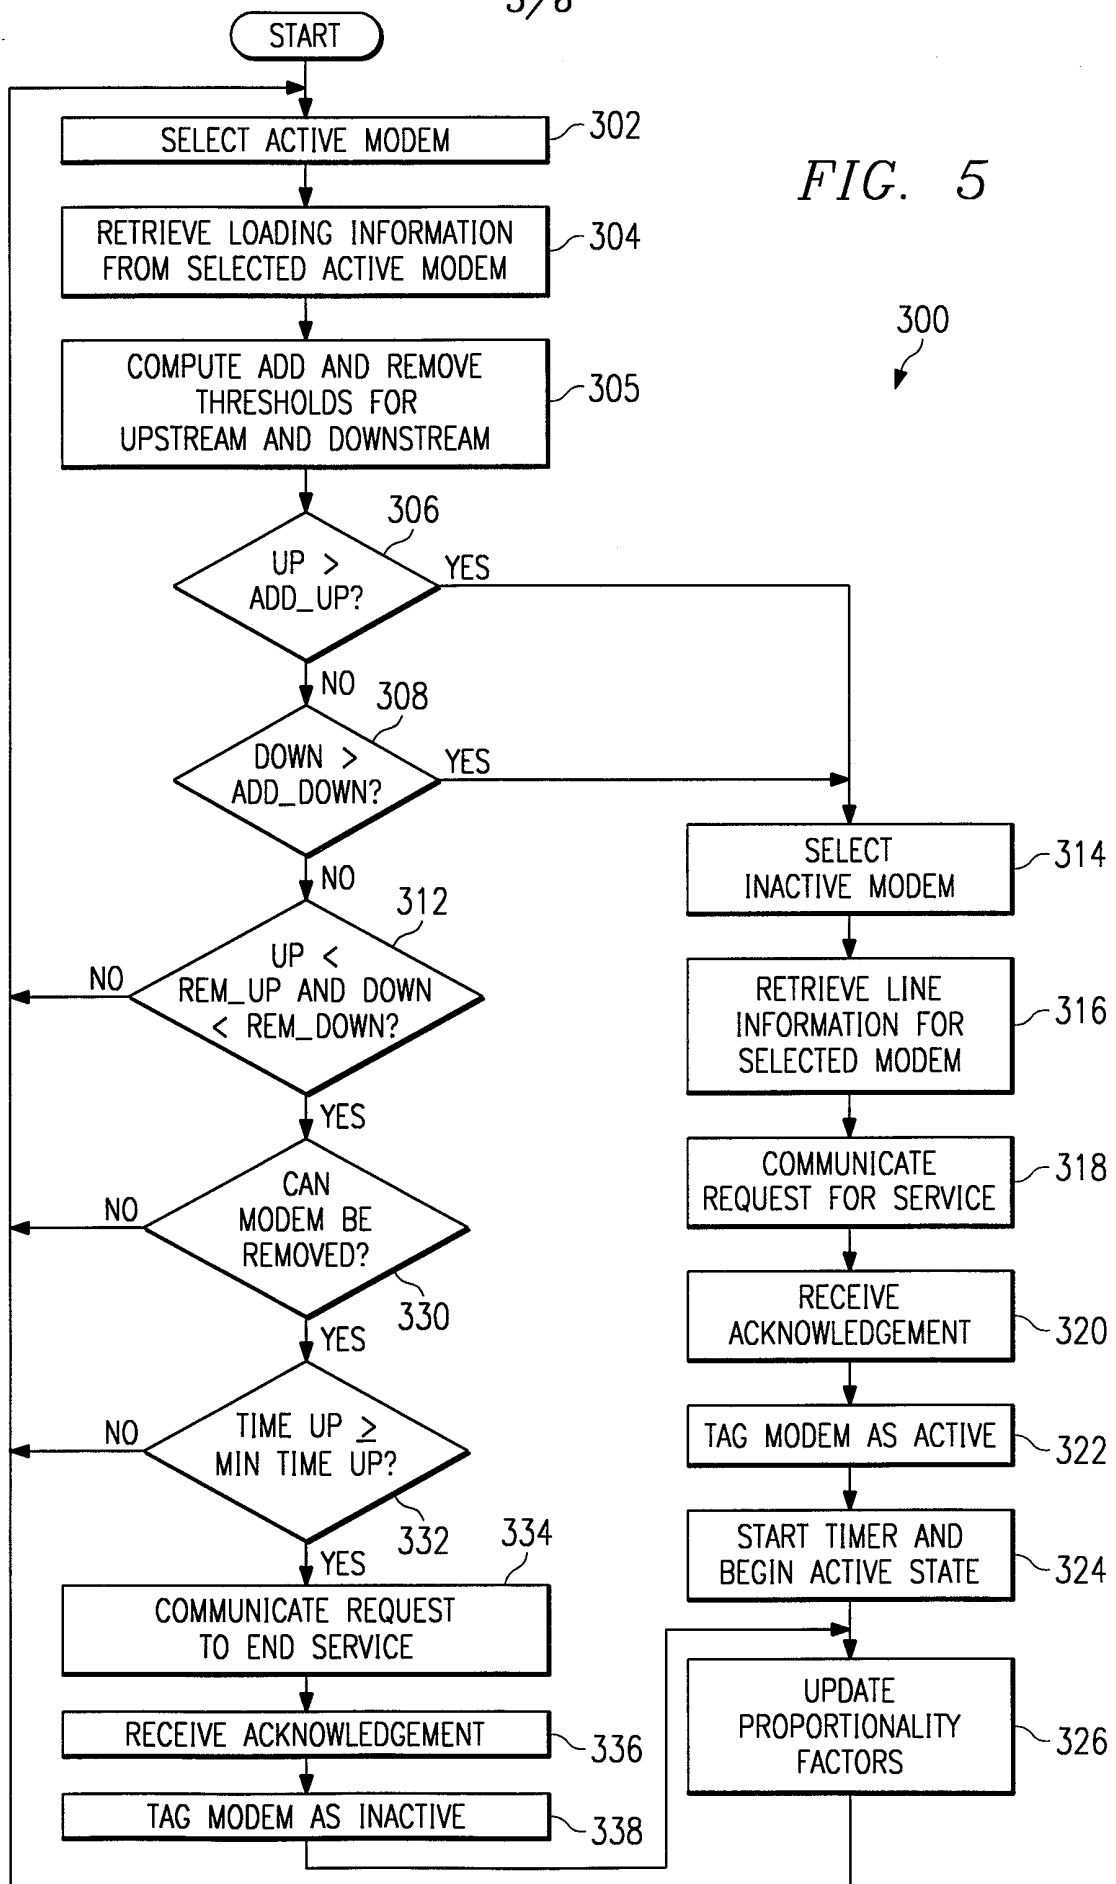 START
SELECT ACTIVE MODEM
302
FIG. 5
RETRIEVE LOADING INFORMATION
FROM SELECTED ACTIVE MODEM
304
300
COMPUTE ADD AND REMOVE
THRESHOLDS FOR
UPSTREAM AND DOWNSTREAM
305
306
UP >
ADD_UP?
YES
NO
308
DOWN >
ADD_DOWN?
YES
NO
312
UP <
REM_UP AND DOWN
< REM_DOWN?
NO
YES
CAN
MODEM BE
REMOVED?
NO
330
YES
TIME UP ≥
MIN TIME UP?
NO
332
YES
334
COMMUNICATE REQUEST
TO END SERVICE
RECEIVE ACKNOWLEDGEMENT
336
TAG MODEM AS INACTIVE
338
SELECT
INACTIVE MODEM
314
RETRIEVE LINE
INFORMATION FOR
SELECTED MODEM
316
COMMUNICATE
REQUEST FOR SERVICE
318
RECEIVE
ACKNOWLEDGEMENT
320
TAG MODEM AS ACTIVE
322
START TIMER AND
BEGIN ACTIVE STATE
324
UPDATE
PROPORTIONALITY
FACTORS
326